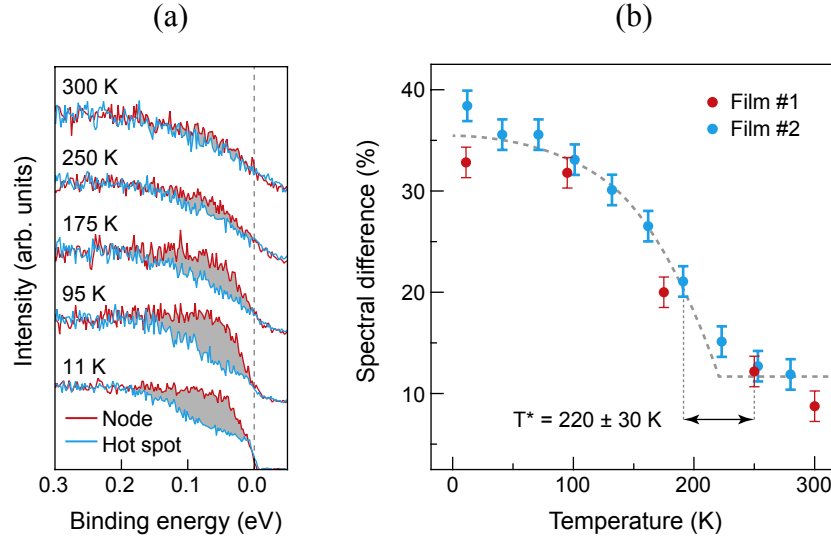 (a)
300 K
250 K
175 K
95 K
11 K
Node
Hot spot
0.3 0.2 0.1 0.0
Binding energy (eV)
Intensity (arb. units)
(b)
Film #1
Film #2
40
30
20
10
T* = 220 ± 30 K
0 100 200 300
Temperature (K)
Spectral difference (%)